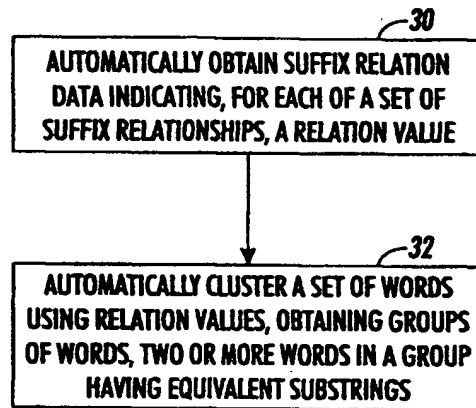 30
AUTOMATICALLY OBTAIN SUFFIX RELATION
DATA INDICATING, FOR EACH OF A SET OF
SUFFIX RELATIONSHIPS, A RELATION VALUE
32
AUTOMATICALLY CLUSTER A SET OF WORDS
USING RELATION VALUES, OBTAINING GROUPS
OF WORDS, TWO OR MORE WORDS IN A GROUP
HAVING EQUIVALENT SUBSTRINGS